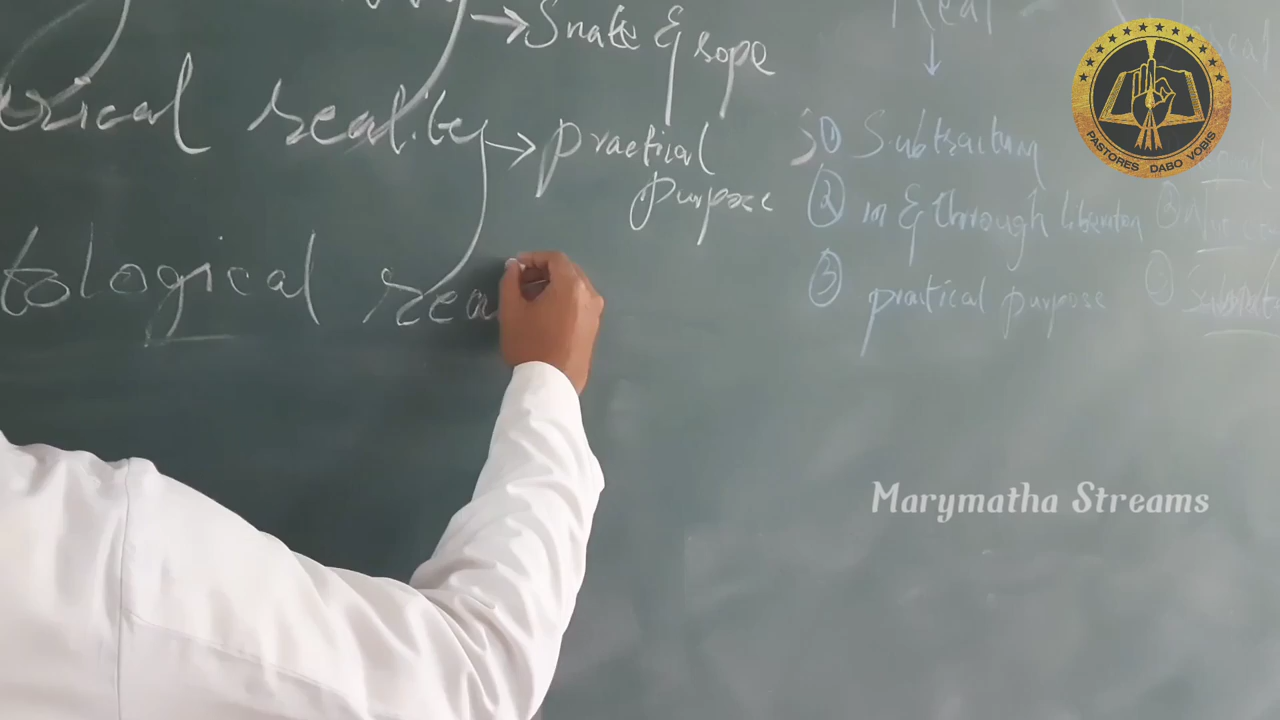 → Snake & rope
rical reality → practical
purpose
tological rea
Real
↓
① Subtraction
② in & through liberation
③ practical purpose
PASTORES DABO VOBIS
Marymatha Streams